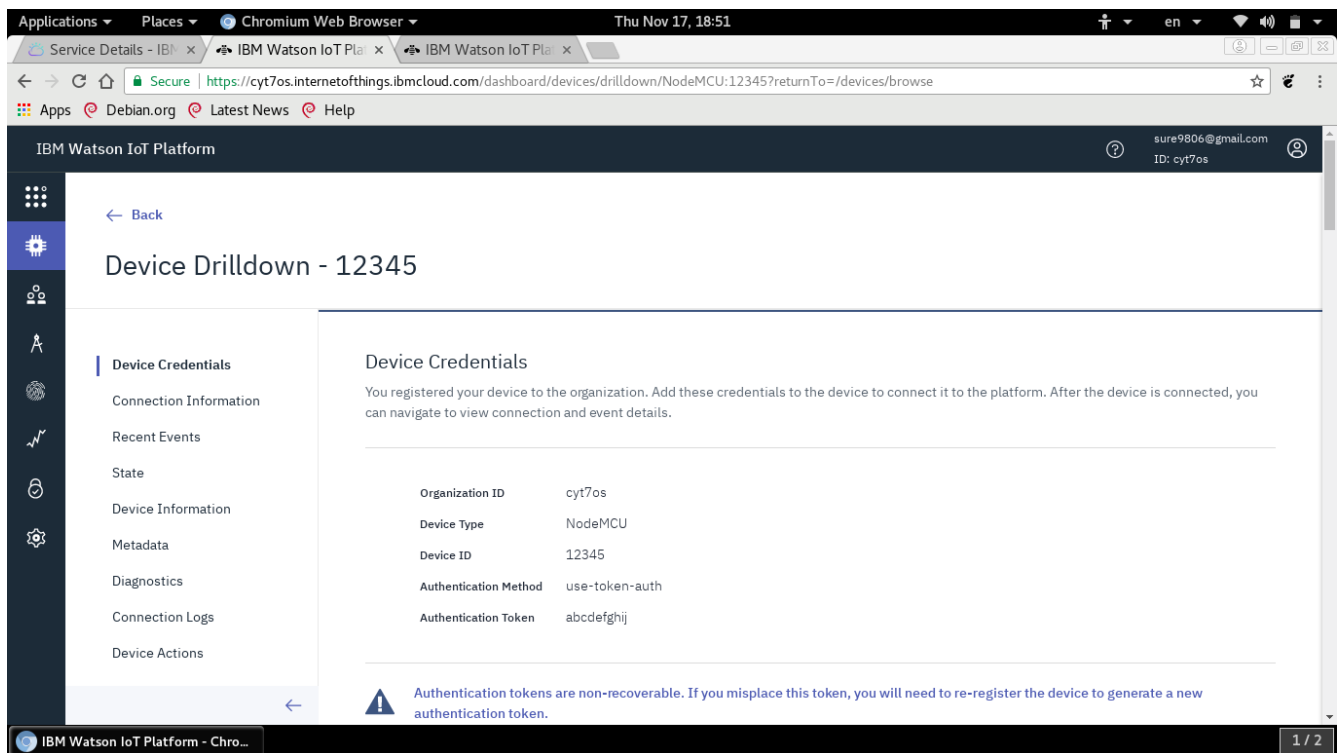 Applications Places Chromium Web Browser Thu Nov 17, 18:51 en
Service Details - IBM IBM Watson IoT Pla IBM Watson IoT Pla
Secure | https://cyt7os.internetofthings.ibmcloud.com/dashboard/devices/drilldown/NodeMCU:12345?returnTo=/devices/browse
Apps Debian.org Latest News Help
IBM Watson IoT Platform
sure9806@gmail.com
ID: cyt7os
← Back
Device Drilldown - 12345
Device Credentials
Connection Information
Recent Events
State
Device Information
Metadata
Diagnostics
Connection Logs
Device Actions
Device Credentials
You registered your device to the organization. Add these credentials to the device to connect it to the platform. After the device is connected, you
can navigate to view connection and event details.
Organization ID cyt7os
Device Type NodeMCU
Device ID 12345
Authentication Method use-token-auth
Authentication Token abcdefghij
Authentication tokens are non-recoverable. If you misplace this token, you will need to re-register the device to generate a new
authentication token.
IBM Watson IoT Platform - Chro... 1 / 2